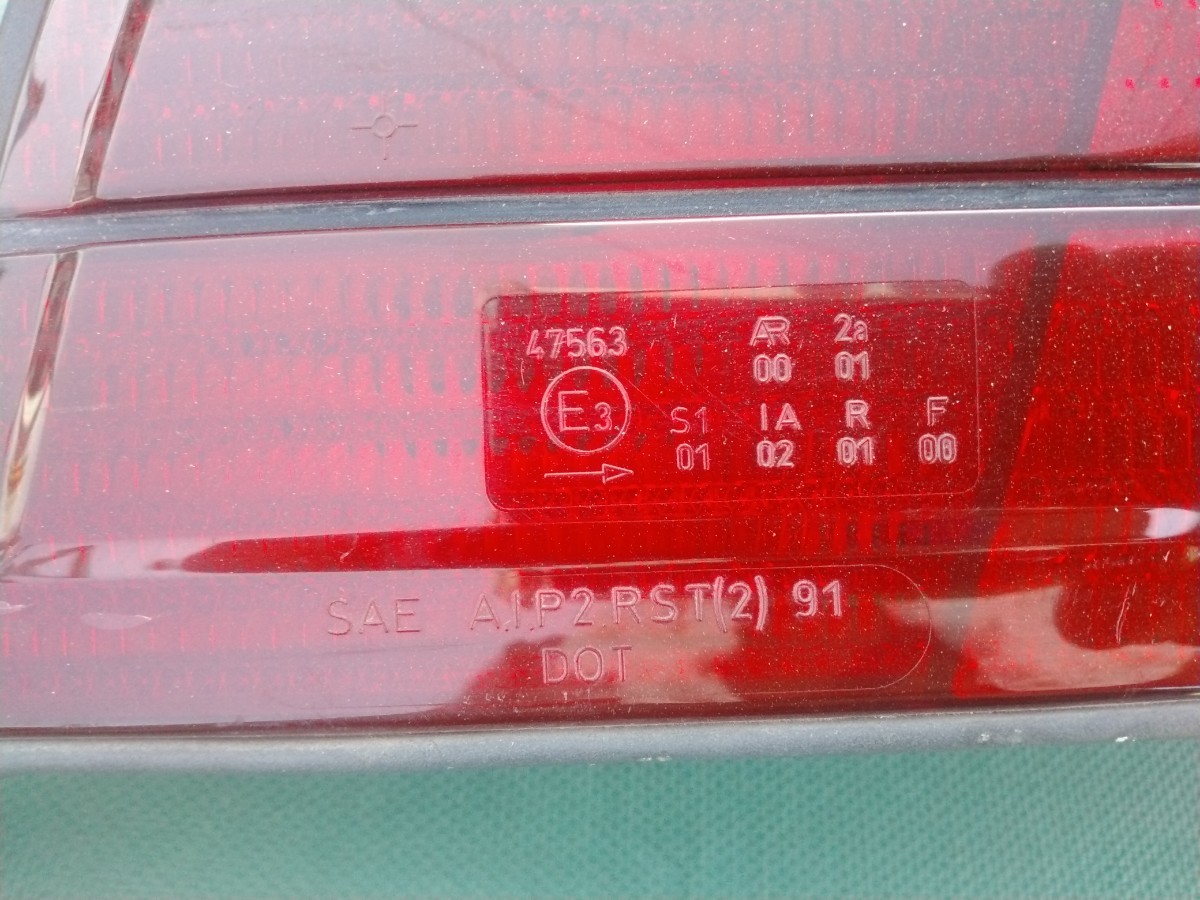 47563 AR 2a
00 01
E3 S1 IA R F
01 02 01 00
SAE A.I.P2.RST(2) 91
DOT